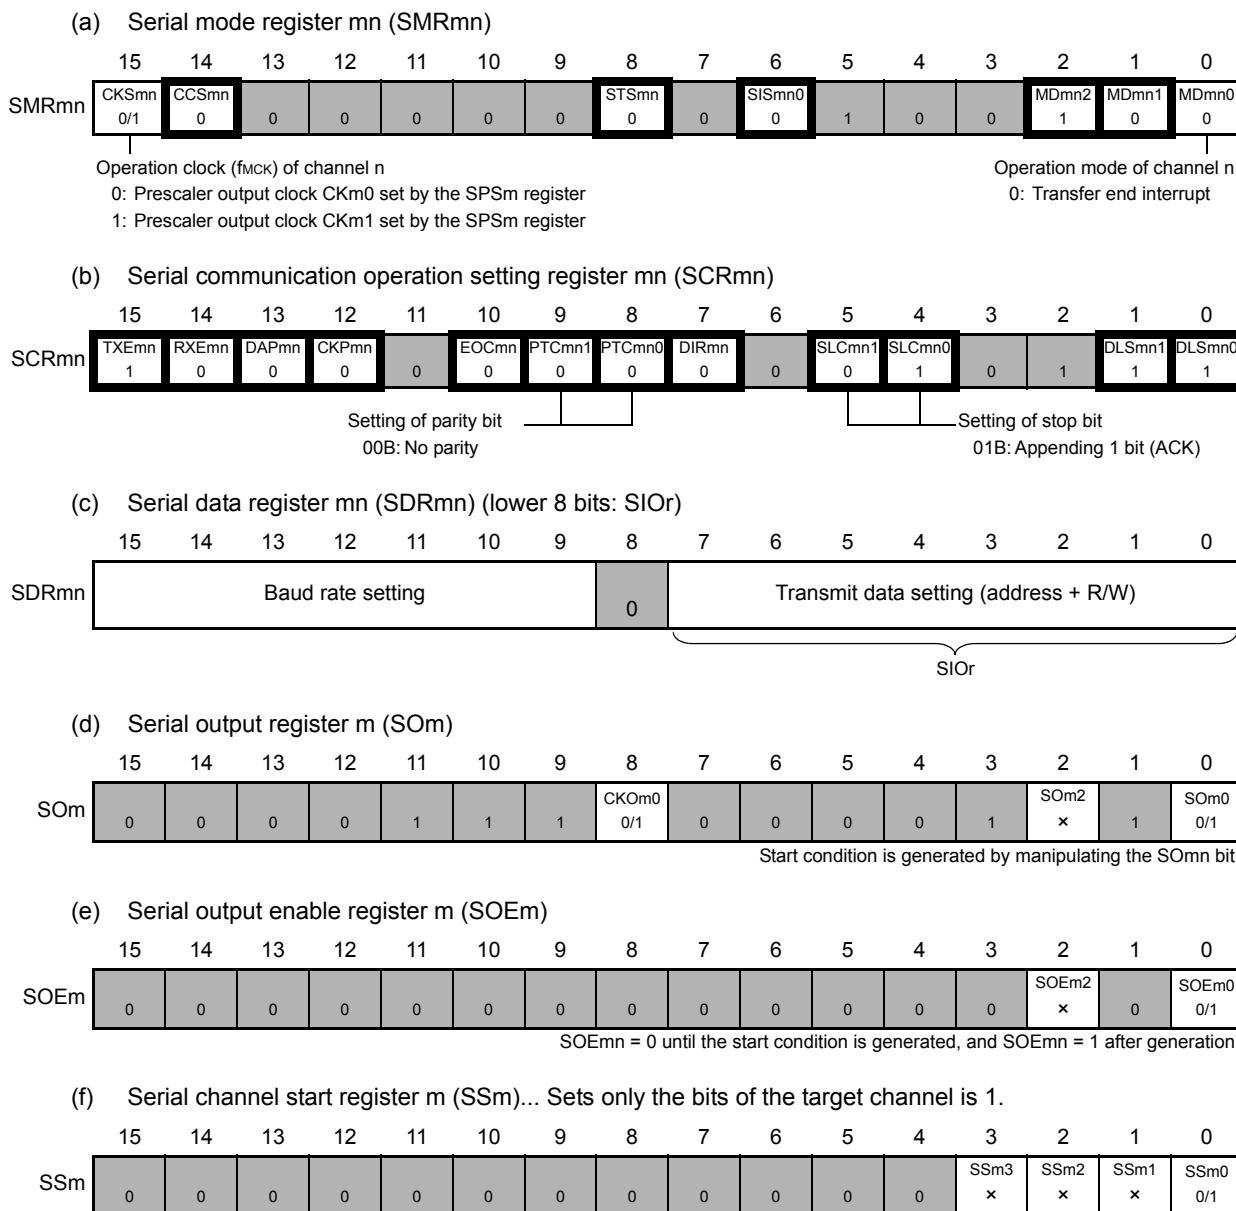 (a) Serial mode register mn (SMRmn)
15 14 13 12 11 10 9 8 7 6 5 4 3 2 1 0
SMRmn CKSmn CCSmn STSmn SISmn0 MDmn2 MDmn1 MDmn0
0/1 0 0 0 0 0 0 0 0 0 1 0 0 1 0 0
Operation clock (fMCK) of channel n Operation mode of channel n
0: Prescaler output clock CKm0 set by the SPSm register 0: Transfer end interrupt
1: Prescaler output clock CKm1 set by the SPSm register
(b) Serial communication operation setting register mn (SCRmn)
15 14 13 12 11 10 9 8 7 6 5 4 3 2 1 0
SCRmn TXEmn RXEmn DAPmn CKPmn EOCmn PTCmn1 PTCmn0 DIRmn SLCmn1 SLCmn0 DLSmn1 DLSmn0
1 0 0 0 0 0 0 0 0 0 0 1 0 1 1 1
Setting of parity bit Setting of stop bit
00B: No parity 01B: Appending 1 bit (ACK)
(c) Serial data register mn (SDRmn) (lower 8 bits: SIOr)
15 14 13 12 11 10 9 8 7 6 5 4 3 2 1 0
SDRmn Baud rate setting 0 Transmit data setting (address + R/W)
SIOr
(d) Serial output register m (SOm)
15 14 13 12 11 10 9 8 7 6 5 4 3 2 1 0
SOm CKOm0 SOm2 SOm0
0 0 0 0 1 1 1 0/1 0 0 0 0 1 × 1 0/1
Start condition is generated by manipulating the SOmn bit
(e) Serial output enable register m (SOEm)
15 14 13 12 11 10 9 8 7 6 5 4 3 2 1 0
SOEm SOEm2 SOEm0
0 0 0 0 0 0 0 0 0 0 0 0 0 × 0 0/1
SOEmn = 0 until the start condition is generated, and SOEmn = 1 after generation
(f) Serial channel start register m (SSm)... Sets only the bits of the target channel is 1.
15 14 13 12 11 10 9 8 7 6 5 4 3 2 1 0
SSm SSm3 SSm2 SSm1 SSm0
0 0 0 0 0 0 0 0 0 0 0 0 × × × 0/1